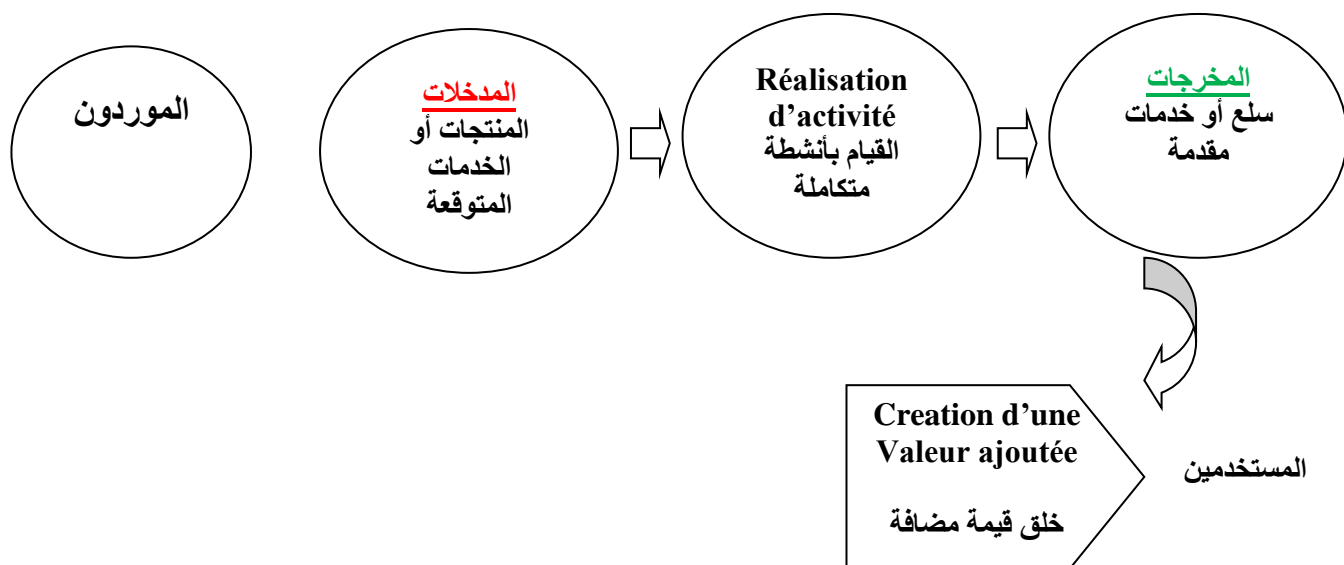 الموردون
المدخلات
المنتجات أو
الخدمات
المتوقعة
Réalisation
d’activité
القيام بأنشطة
متكاملة
المخرجات
سلع أو خدمات
مقدمة
Creation d’une
Valeur ajoutée
خلق قيمة مضافة
المستخدمين